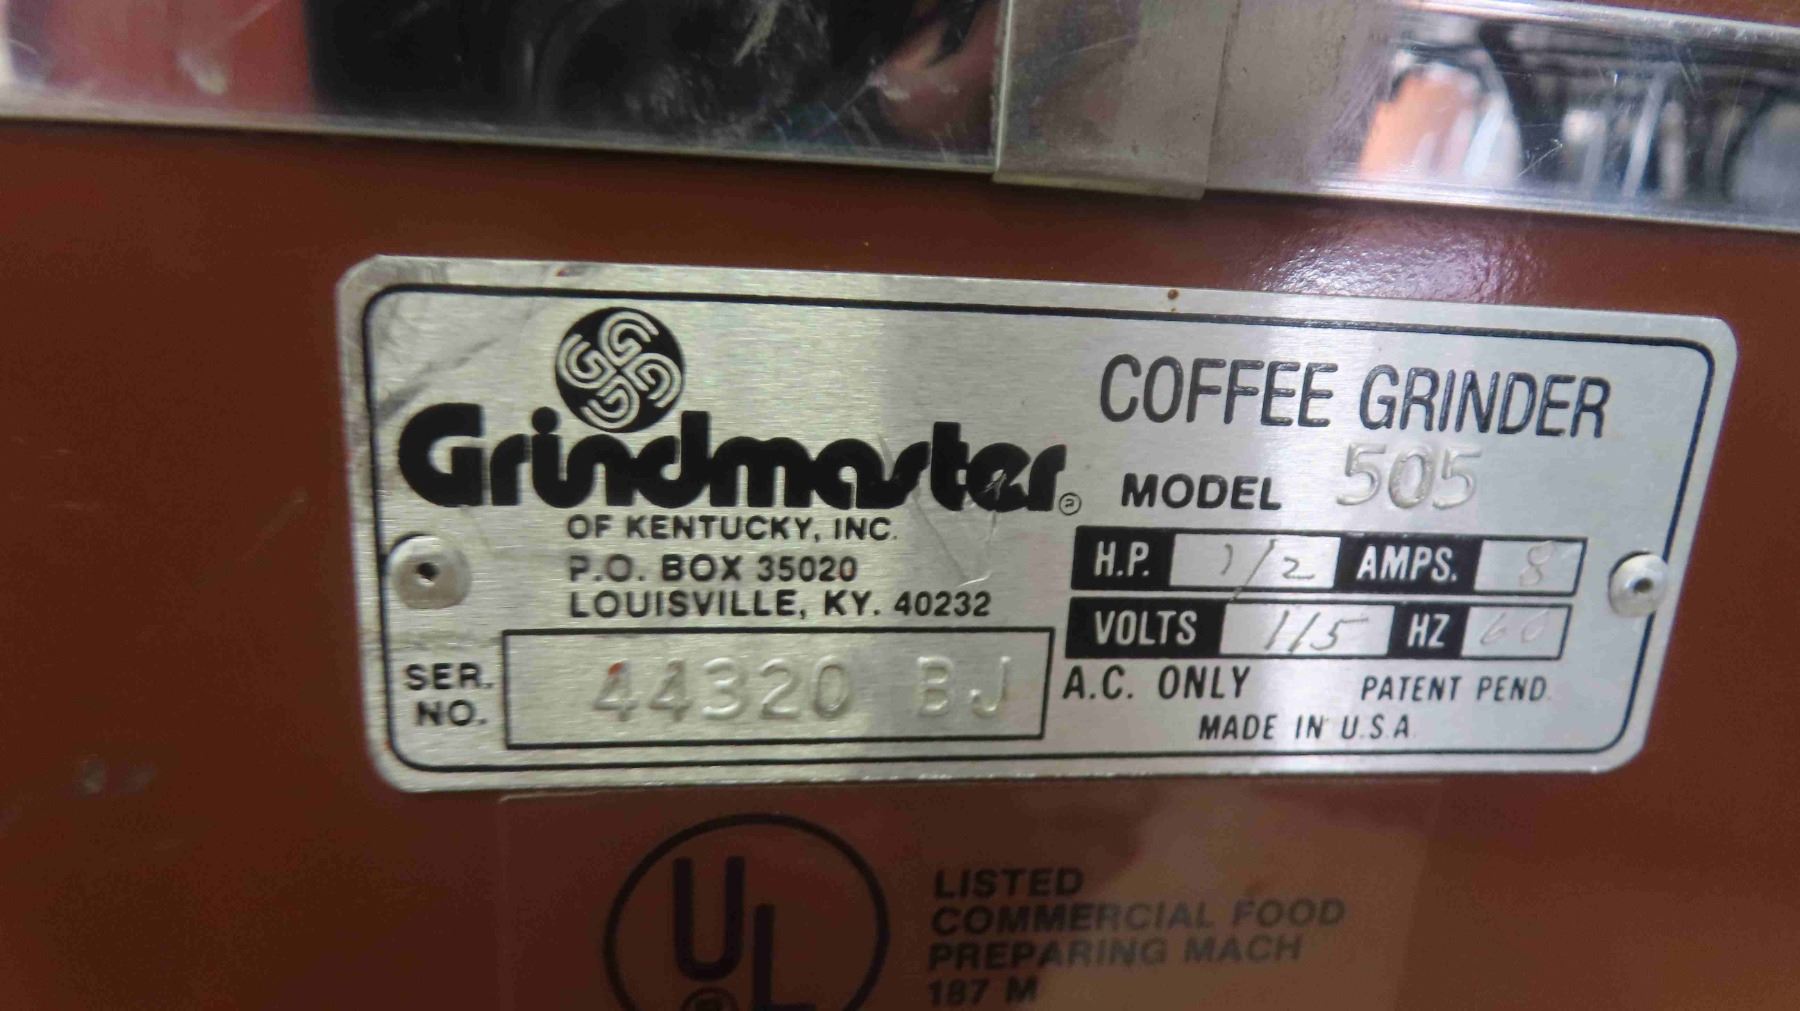 Grindmaster®
OF KENTUCKY, INC.
P.O. BOX 35020
LOUISVILLE, KY. 40232
SER. NO. 44320 BJ
COFFEE GRINDER
MODEL 505
H.P. 1/2 AMPS. 8
VOLTS 115 HZ 60
A.C. ONLY PATENT PEND.
MADE IN U.S.A.
UL®
LISTED
COMMERCIAL FOOD
PREPARING MACH
187 M